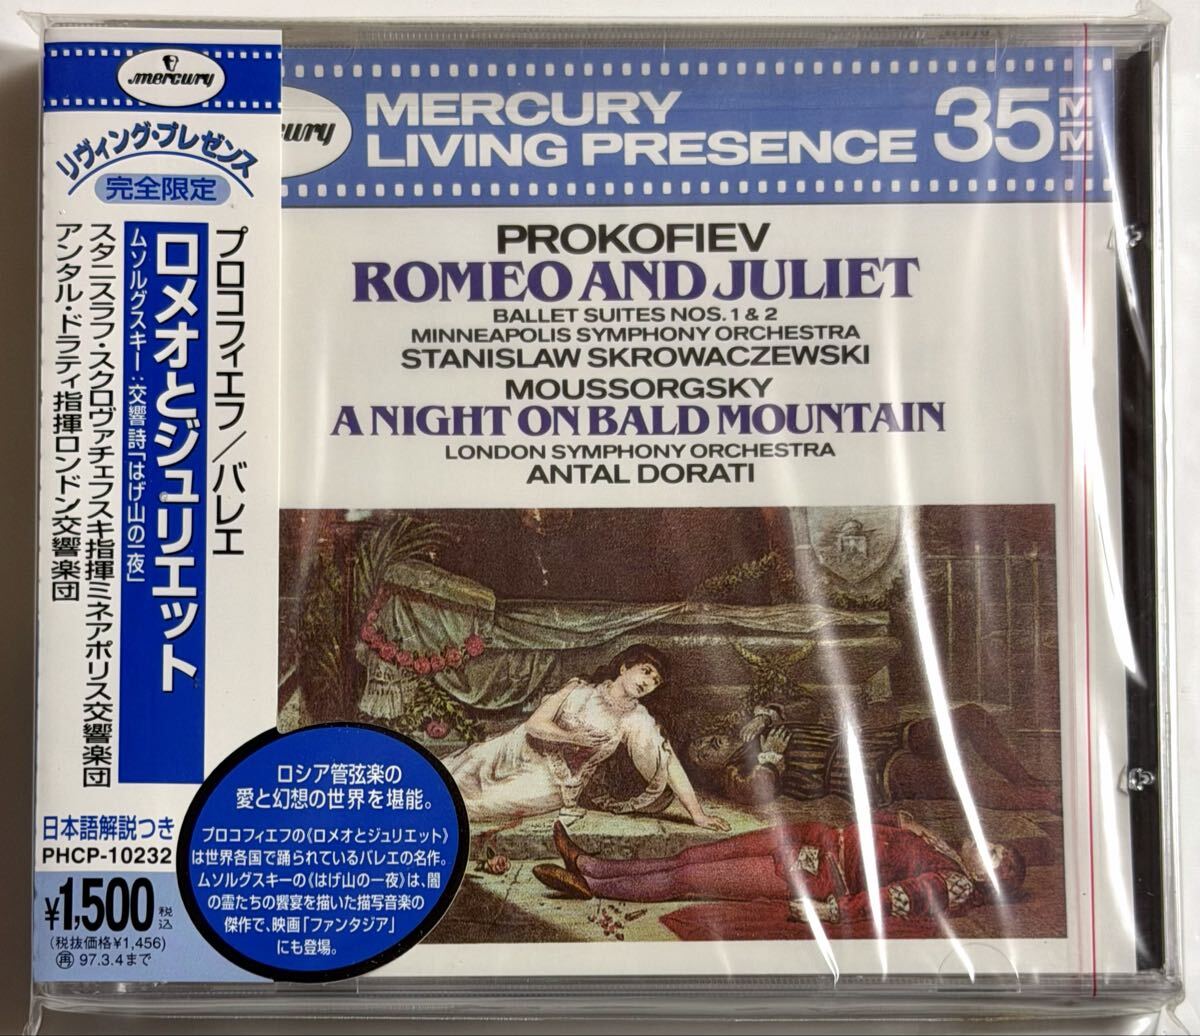 mercury
リヴィング・プレゼンス
完全限定
プロコフィエフ/バレエ
ロメオとジュリエット
ムソルグスキー:交響詩「はげ山の一夜」
スタニスラフ・スクロヴァチェフスキ指揮ミネアポリス交響楽団
アンタル・ドラティ指揮ロンドン交響楽団
日本語解説つき
PHCP-10232
¥1,500税込
(税抜価格¥1,456)
再 97.3.4まで
ロシア管弦楽の
愛と幻想の世界を堪能。
プロコフィエフの《ロメオとジュリエット》
は世界各国で踊られているバレエの名作。
ムソルグスキーの《はげ山の一夜》は、闇
の霊たちの饗宴を描いた描写音楽の
傑作で、映画「ファンタジア」
にも登場。
ury
MERCURY
LIVING PRESENCE
35MM
PROKOFIEV
ROMEO AND JULIET
BALLET SUITES NOS. 1 & 2
MINNEAPOLIS SYMPHONY ORCHESTRA
STANISLAW SKROWACZEWSKI
MOUSSORGSKY
A NIGHT ON BALD MOUNTAIN
LONDON SYMPHONY ORCHESTRA
ANTAL DORATI